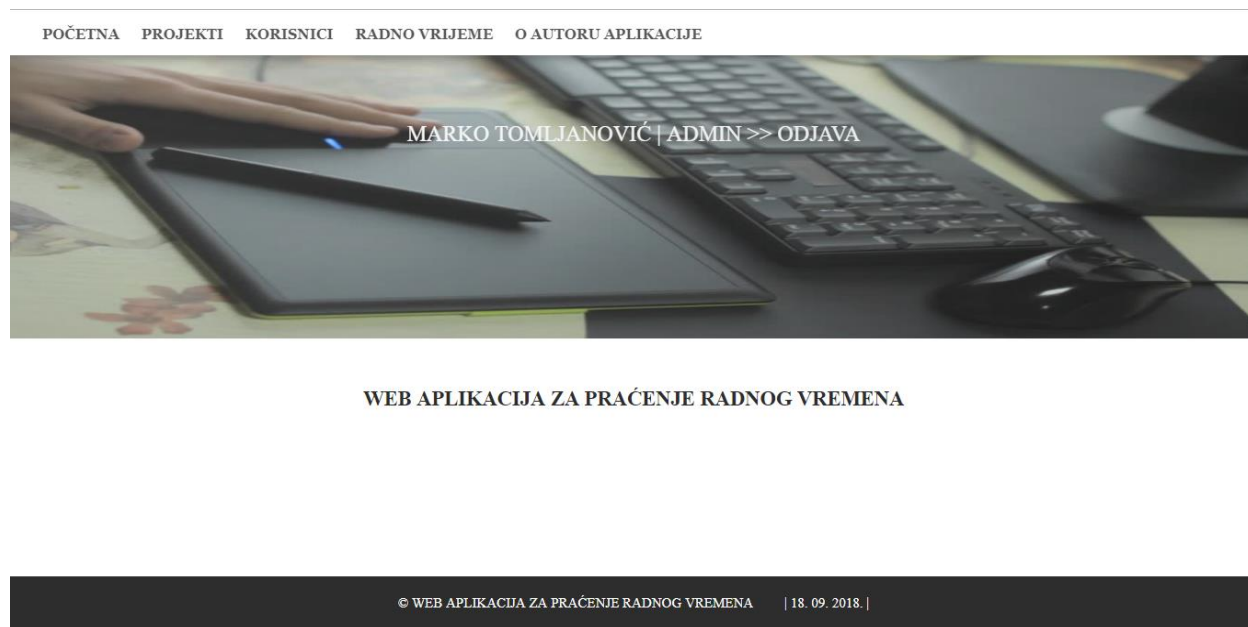 POČETNA PROJEKTI KORISNICI RADNO VRIJEME O AUTORU APLIKACIJE
MARKO TOMLJANOVIĆ | ADMIN >> ODJAVA
WEB APLIKACIJA ZA PRAĆENJE RADNOG VREMENA
© WEB APLIKACIJA ZA PRAĆENJE RADNOG VREMENA | 18. 09. 2018. |